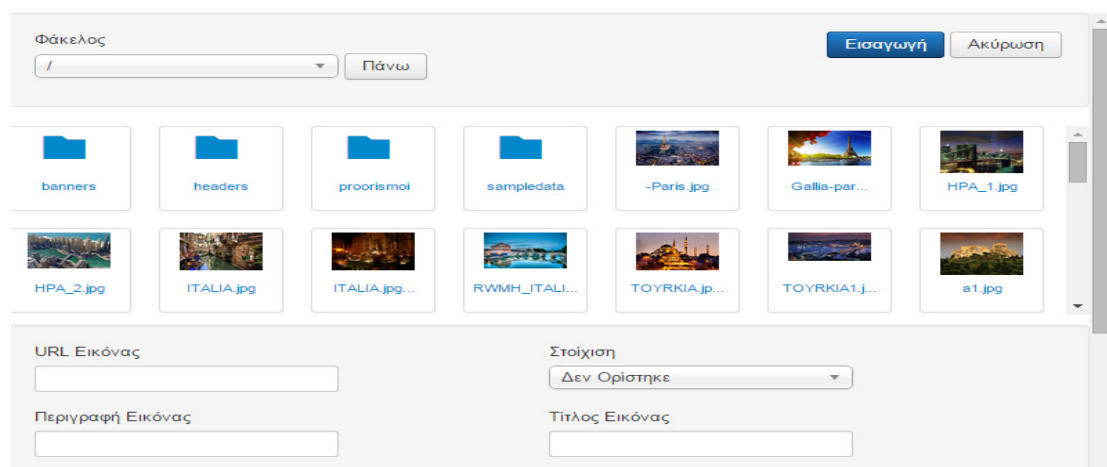 Φάκελος
/ Πάνω Εισαγωγή Ακύρωση
banners headers proorismoi sampledata -Paris.jpg Gallia-par... HPA_1.jpg
HPA_2.jpg ITALIA.jpg ITALIA.jpg... RWMH_ITALI... TOYRKIA.jp... TOYRKIA1.j... a1.jpg
URL Εικόνας Στοίχιση
Δεν Ορίστηκε
Περιγραφή Εικόνας Τίτλος Εικόνας